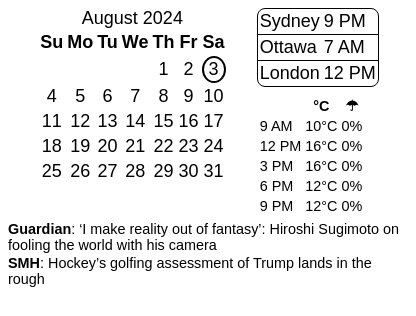 August 2024
Su Mo Tu We Th Fr Sa
1 2 3
4 5 6 7 8 9 10
11 12 13 14 15 16 17
18 19 20 21 22 23 24
25 26 27 28 29 30 31
Sydney 9 PM
Ottawa 7 AM
London 12 PM
°C ☂
9 AM 10°C 0%
12 PM 16°C 0%
3 PM 16°C 0%
6 PM 12°C 0%
9 PM 12°C 0%
Guardian: ‘I make reality out of fantasy’: Hiroshi Sugimoto on
fooling the world with his camera
SMH: Hockey’s golfing assessment of Trump lands in the
rough